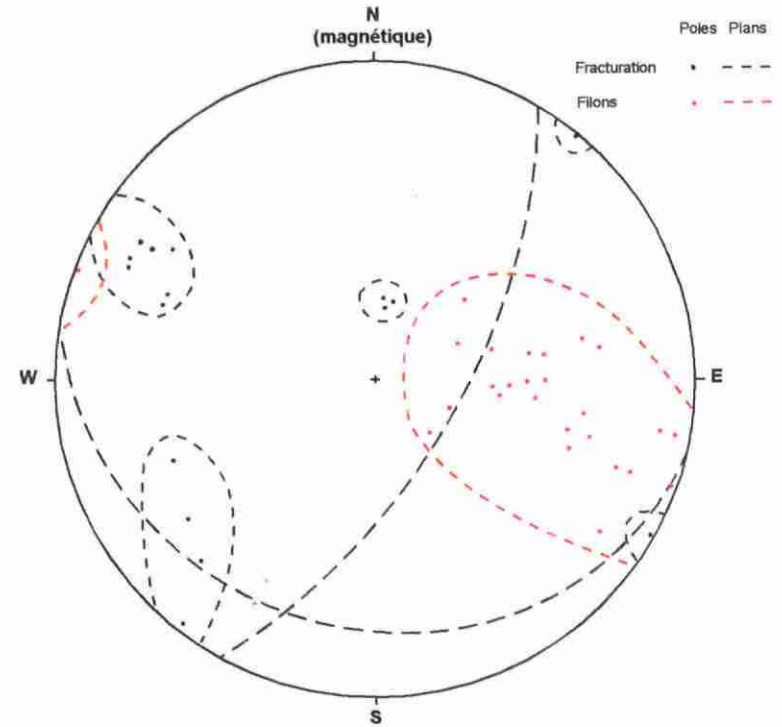 N
(magnétique)
Poles Plans
Fracturation
Filons
W
E
S